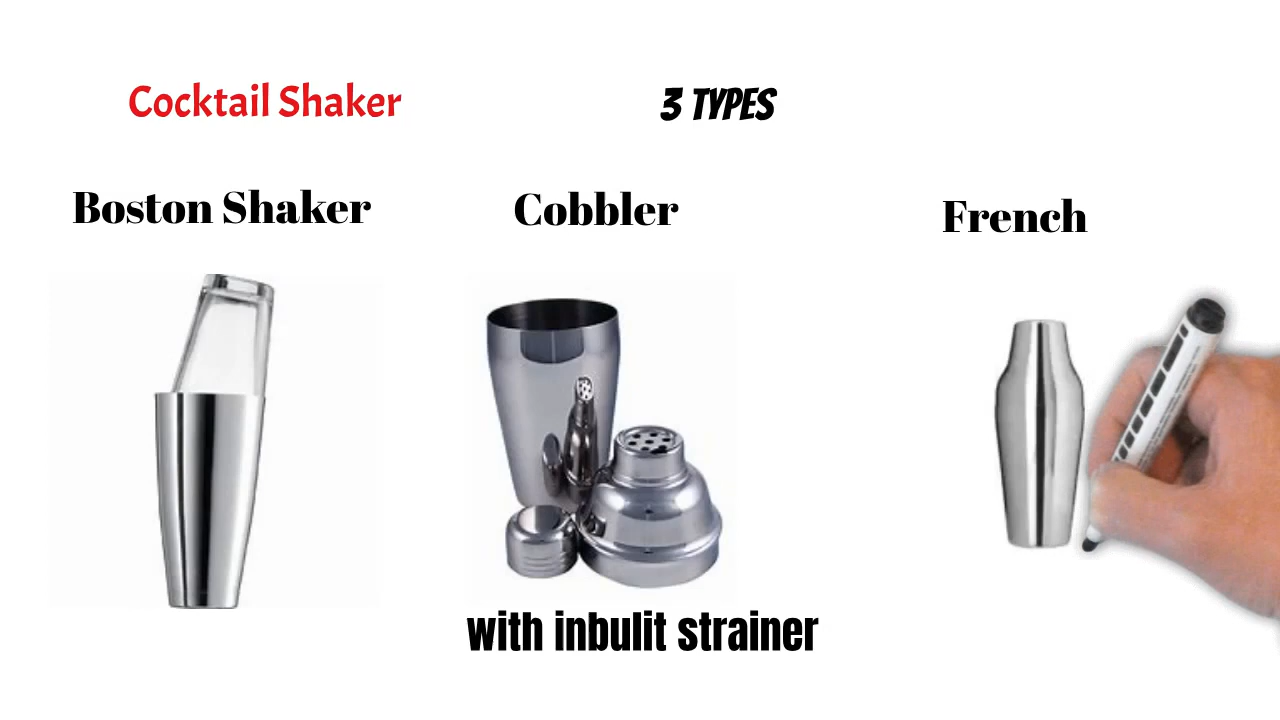 Cocktail Shaker
3 TYPES
Boston Shaker
Cobbler
French
with inbulit strainer